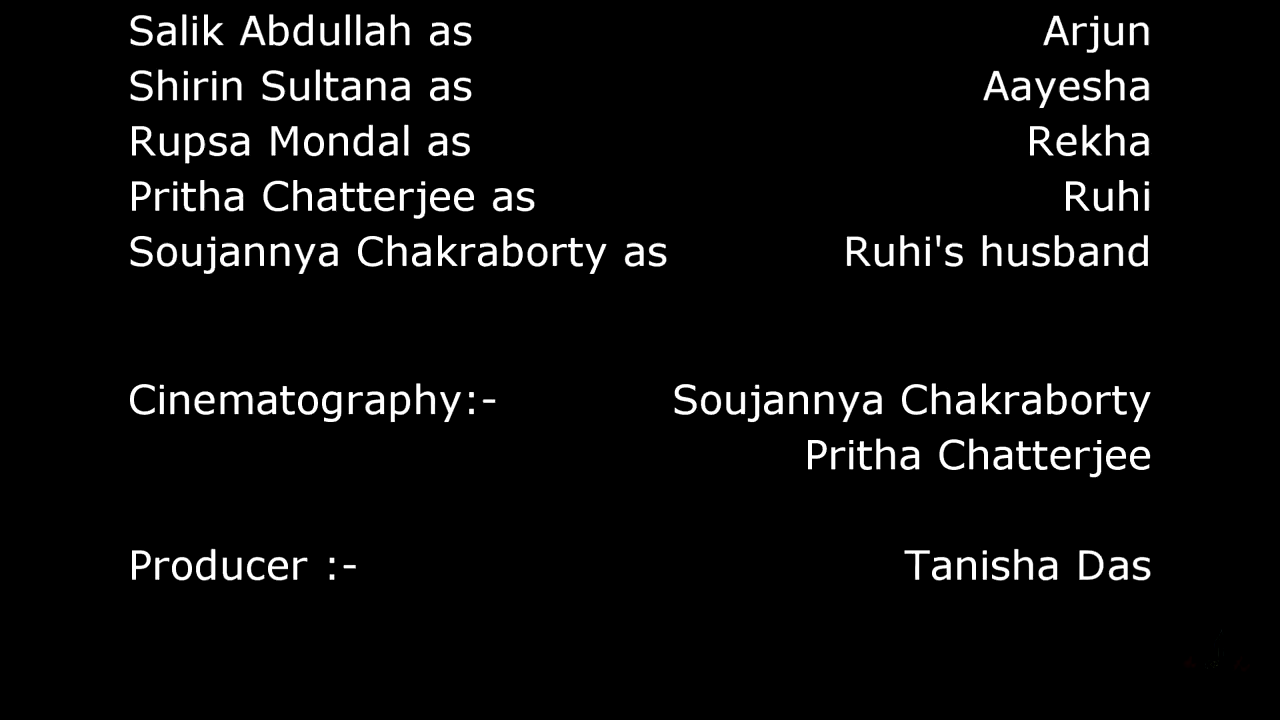 Salik Abdullah as Arjun
Shirin Sultana as Aayesha
Rupsa Mondal as Rekha
Pritha Chatterjee as Ruhi
Soujannya Chakraborty as Ruhi's husband
Cinematography:- Soujannya Chakraborty
Pritha Chatterjee
Producer :- Tanisha Das